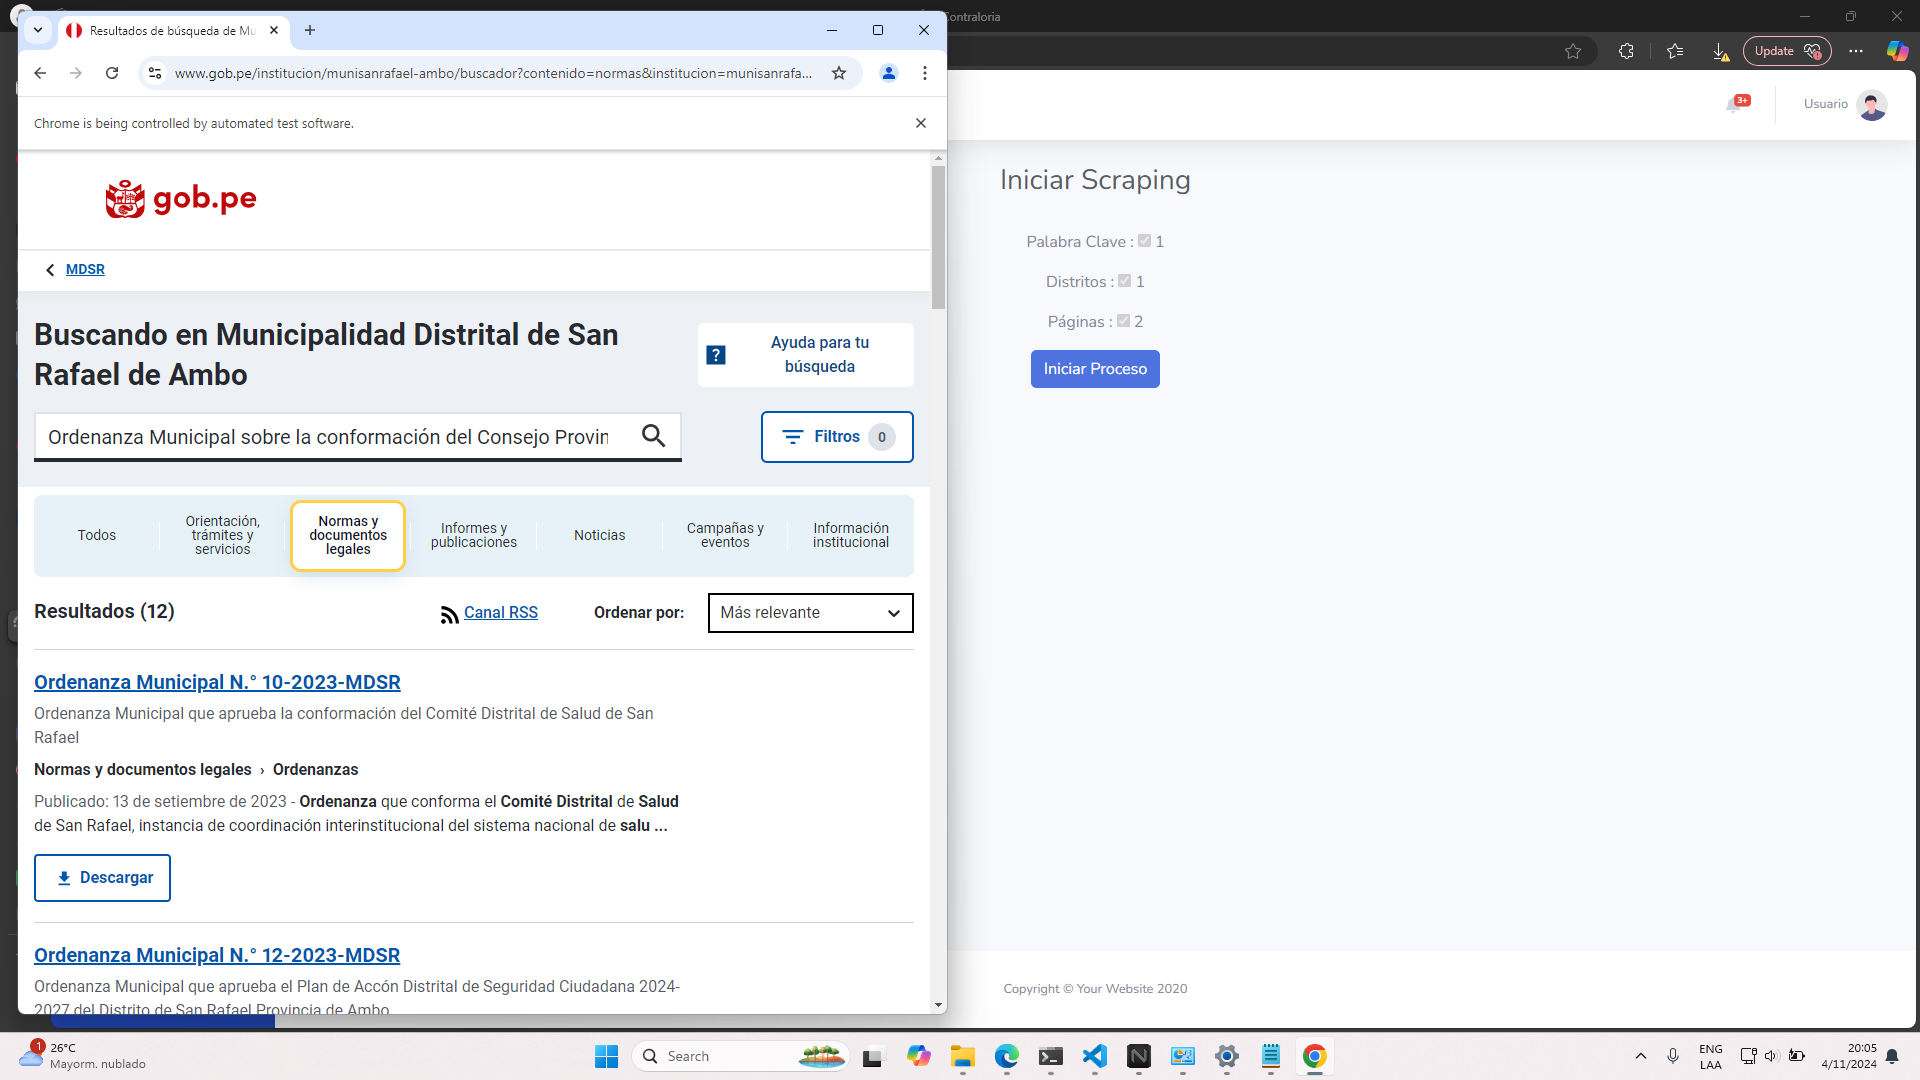 Resultados de búsqueda de Mu
Contraloria
www.gob.pe/institucion/munisanrafael-ambo/buscador?contenido=normas&institucion=munisanrafa...
Update
Chrome is being controlled by automated test software.
3+
Usuario
gob.pe
MDSR
Buscando en Municipalidad Distrital de San
Rafael de Ambo
? Ayuda para tu
búsqueda
Ordenanza Municipal sobre la conformación del Consejo Provin
Filtros 0
Todos
Orientación,
trámites y
servicios
Normas y
documentos
legales
Informes y
publicaciones
Noticias
Campañas y
eventos
Información
institucional
Resultados (12)
Canal RSS
Ordenar por:
Más relevante
Ordenanza Municipal N.° 10-2023-MDSR
Ordenanza Municipal que aprueba la conformación del Comité Distrital de Salud de San
Rafael
Normas y documentos legales › Ordenanzas
Publicado: 13 de setiembre de 2023 - Ordenanza que conforma el Comité Distrital de Salud
de San Rafael, instancia de coordinación interinstitucional del sistema nacional de salu ...
Descargar
Ordenanza Municipal N.° 12-2023-MDSR
Ordenanza Municipal que aprueba el Plan de Accón Distrital de Seguridad Ciudadana 2024-
2027 del Distrito de San Rafael Provincia de Ambo
Iniciar Scraping
Palabra Clave : 1
Distritos : 1
Páginas : 2
Iniciar Proceso
Copyright © Your Website 2020
1
26°C
Mayorm. nublado
Search
ENG
LAA
20:05
4/11/2024